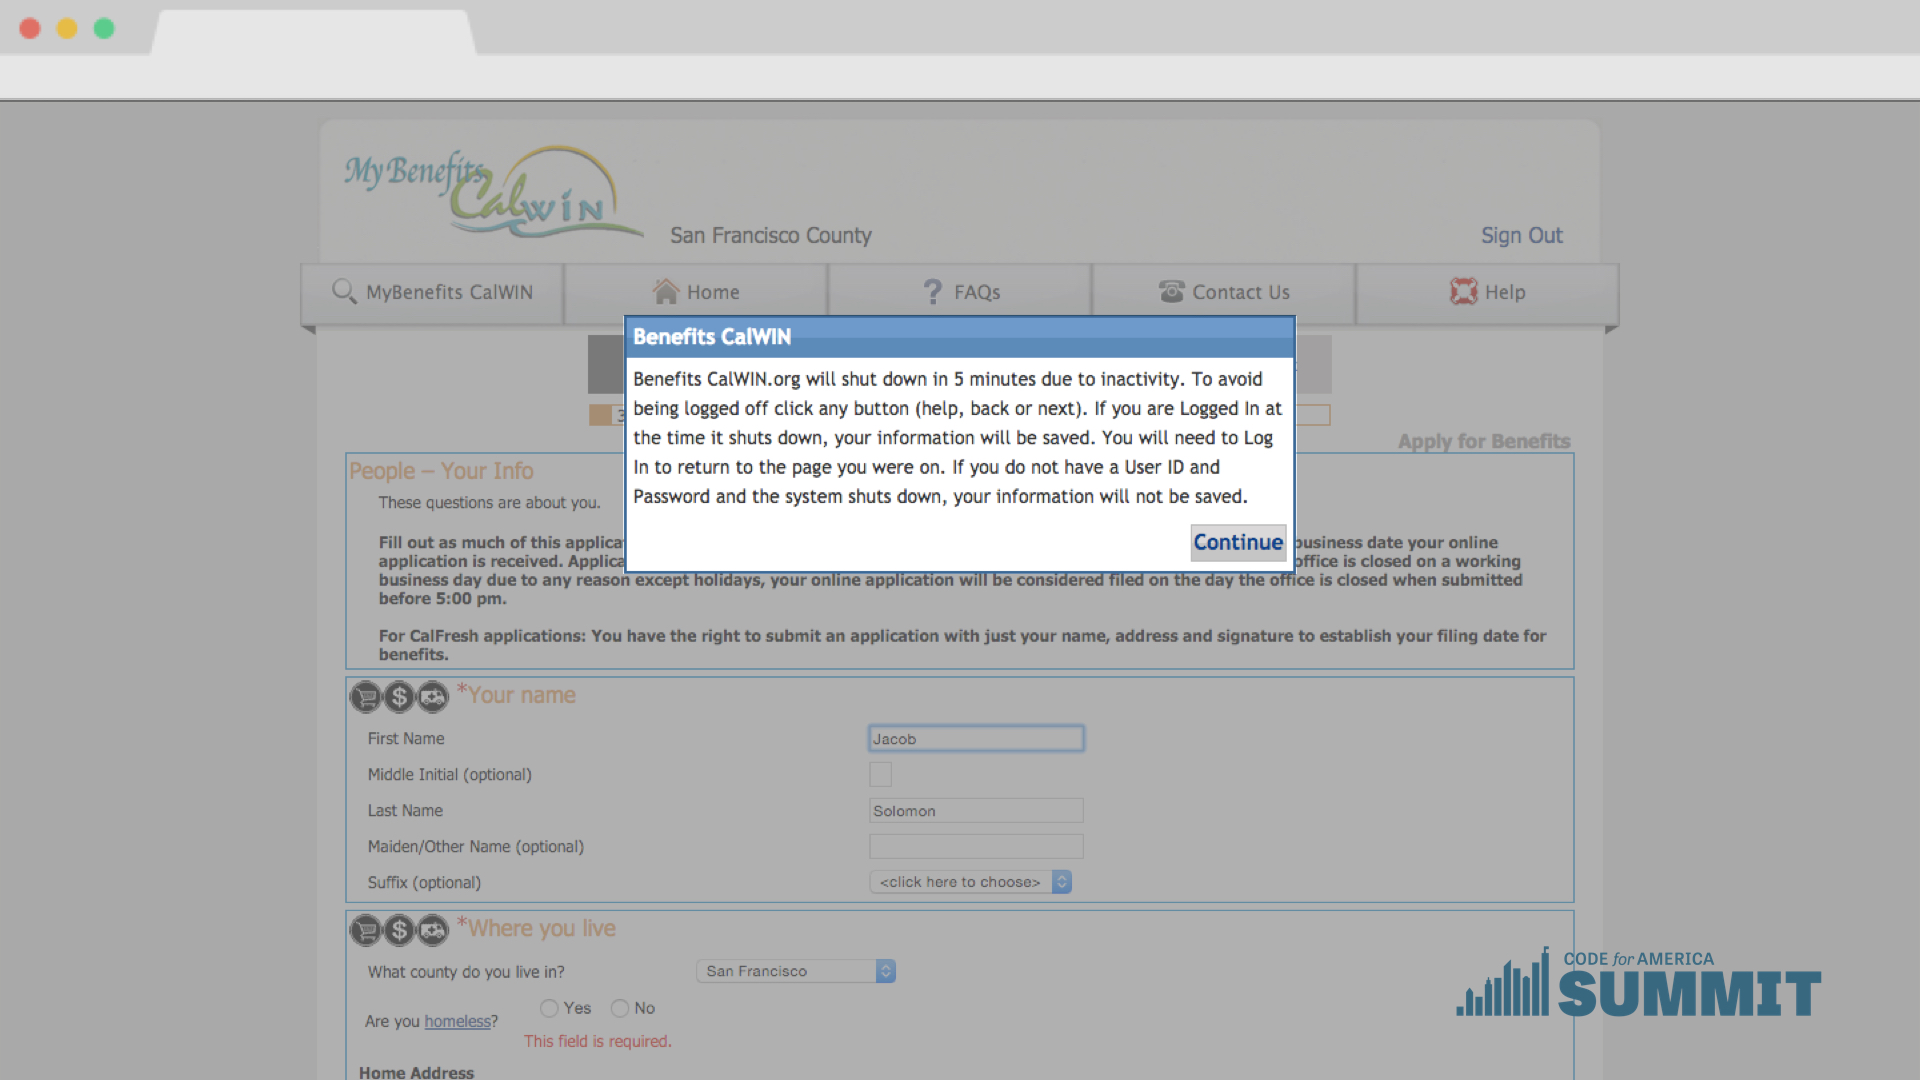 My Benefits
CalWIN
San Francisco County
Sign Out
MyBenefits CalWIN
Home
? FAQs
Contact Us
Help
Benefits CalWIN
Benefits CalWIN.org will shut down in 5 minutes due to inactivity. To avoid
being logged off click any button (help, back or next). If you are Logged In at
the time it shuts down, your information will be saved. You will need to Log
In to return to the page you were on. If you do not have a User ID and
Password and the system shuts down, your information will not be saved.
Continue
Apply for Benefits
People – Your Info
These questions are about you.
Fill out as much of this applica business date your online
application is received. Applica office is closed on a working
business day due to any reason except holidays, your online application will be considered filed on the day the office is closed when submitted
before 5:00 pm.
For CalFresh applications: You have the right to submit an application with just your name, address and signature to establish your filing date for
benefits.
$ *Your name
First Name Jacob
Middle Initial (optional)
Last Name Solomon
Maiden/Other Name (optional)
Suffix (optional) <click here to choose>
$ *Where you live
What county do you live in? San Francisco
Are you homeless? Yes No
This field is required.
Home Address
CODE for AMERICA
SUMMIT